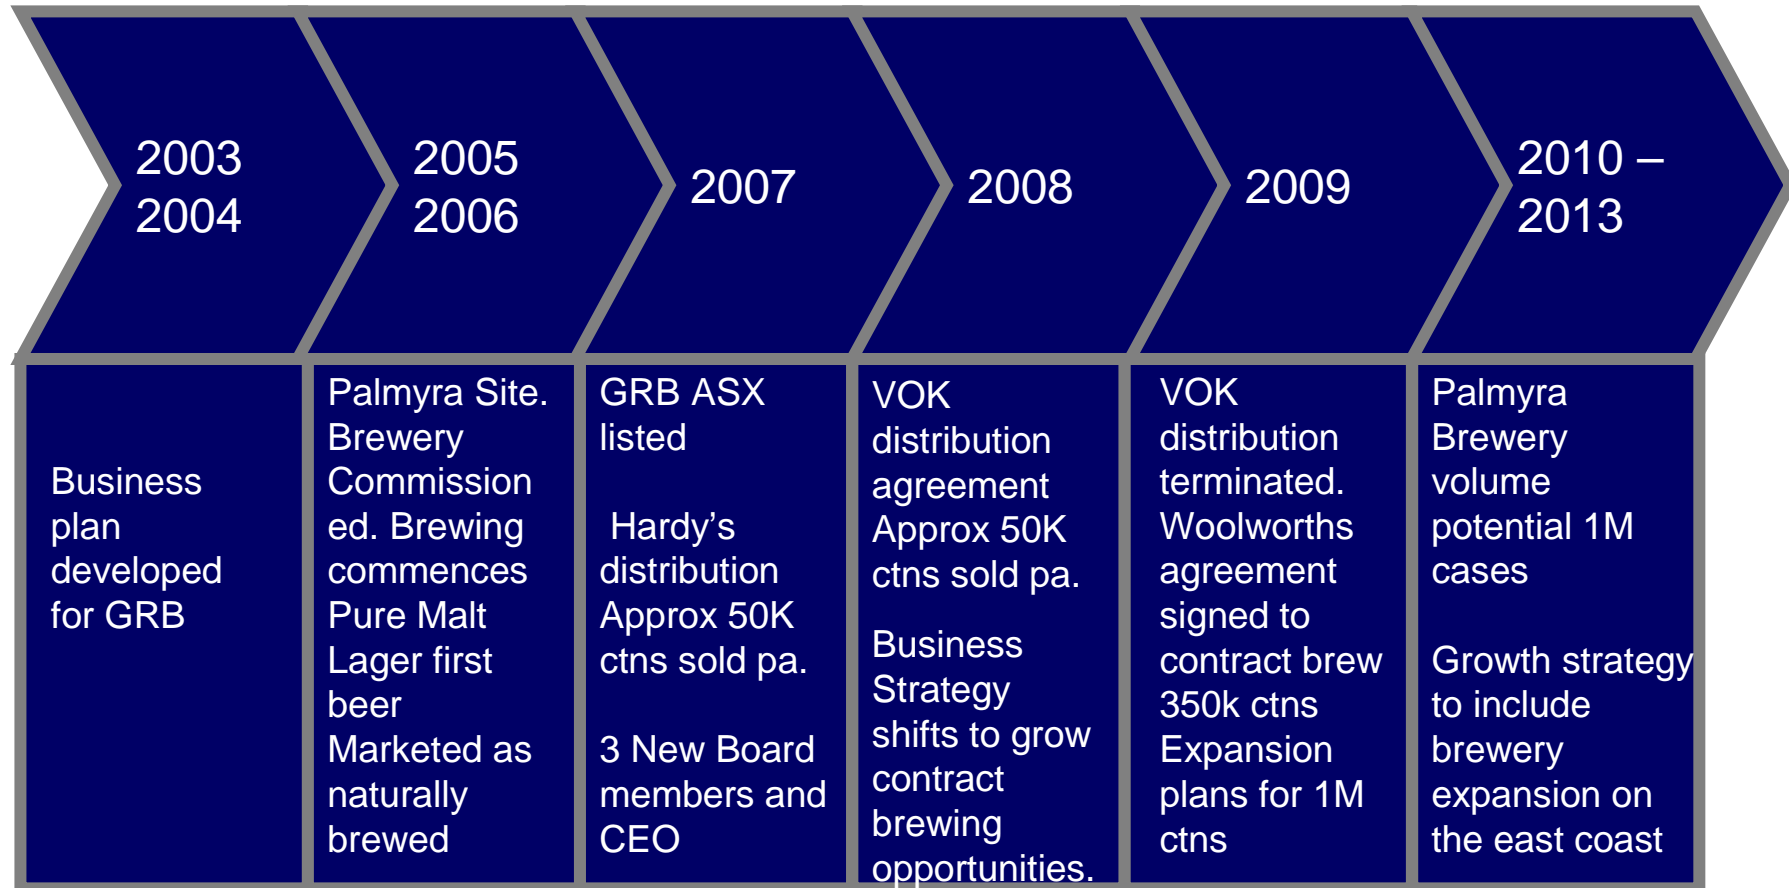 2003
2004
2005
2006
2007
2008
2009
2010 –
2013
Business
plan
developed
for GRB
Palmyra Site.
Brewery
Commission
ed. Brewing
commences
Pure Malt
Lager first
beer
Marketed as
naturally
brewed
GRB ASX
listed
Hardy’s
distribution
Approx 50K
ctns sold pa.
3 New Board
members and
CEO
VOK
distribution
agreement
Approx 50K
ctns sold pa.
Business
Strategy
shifts to grow
contract
brewing
opportunities.
VOK
distribution
terminated.
Woolworths
agreement
signed to
contract brew
350k ctns
Expansion
plans for 1M
ctns
Palmyra
Brewery
volume
potential 1M
cases
Growth strategy
to include
brewery
expansion on
the east coast